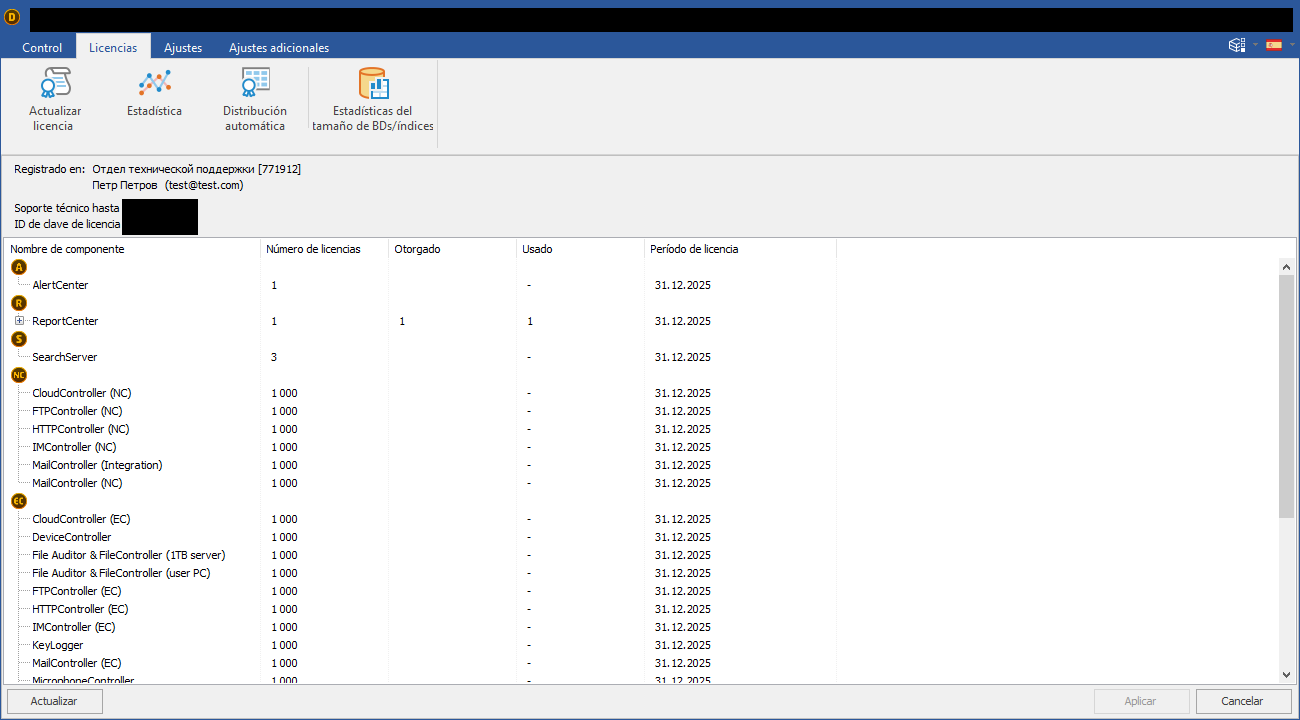 D
Control Licencias Ajustes Ajustes adicionales
Actualizar
licencia
Estadística
Distribución
automática
Estadísticas del
tamaño de BDs/índices
Registrado en: Отдел технической поддержки [771912]
Петр Петров (test@test.com)
Soporte técnico hasta
ID de clave de licencia
Nombre de componente Número de licencias Otorgado Usado Período de licencia
A
AlertCenter 1 - 31.12.2025
R
ReportCenter 1 1 1 31.12.2025
S
SearchServer 3 - 31.12.2025
NC
CloudController (NC) 1 000 - 31.12.2025
FTPController (NC) 1 000 - 31.12.2025
HTTPController (NC) 1 000 - 31.12.2025
IMController (NC) 1 000 - 31.12.2025
MailController (Integration) 1 000 - 31.12.2025
MailController (NC) 1 000 - 31.12.2025
EC
CloudController (EC) 1 000 - 31.12.2025
DeviceController 1 000 - 31.12.2025
File Auditor & FileController (1TB server) 1 000 - 31.12.2025
File Auditor & FileController (user PC) 1 000 - 31.12.2025
FTPController (EC) 1 000 - 31.12.2025
HTTPController (EC) 1 000 - 31.12.2025
IMController (EC) 1 000 - 31.12.2025
KeyLogger 1 000 - 31.12.2025
MailController (EC) 1 000 - 31.12.2025
MicrophoneController 1 000 - 31.12.2025
Actualizar Aplicar Cancelar